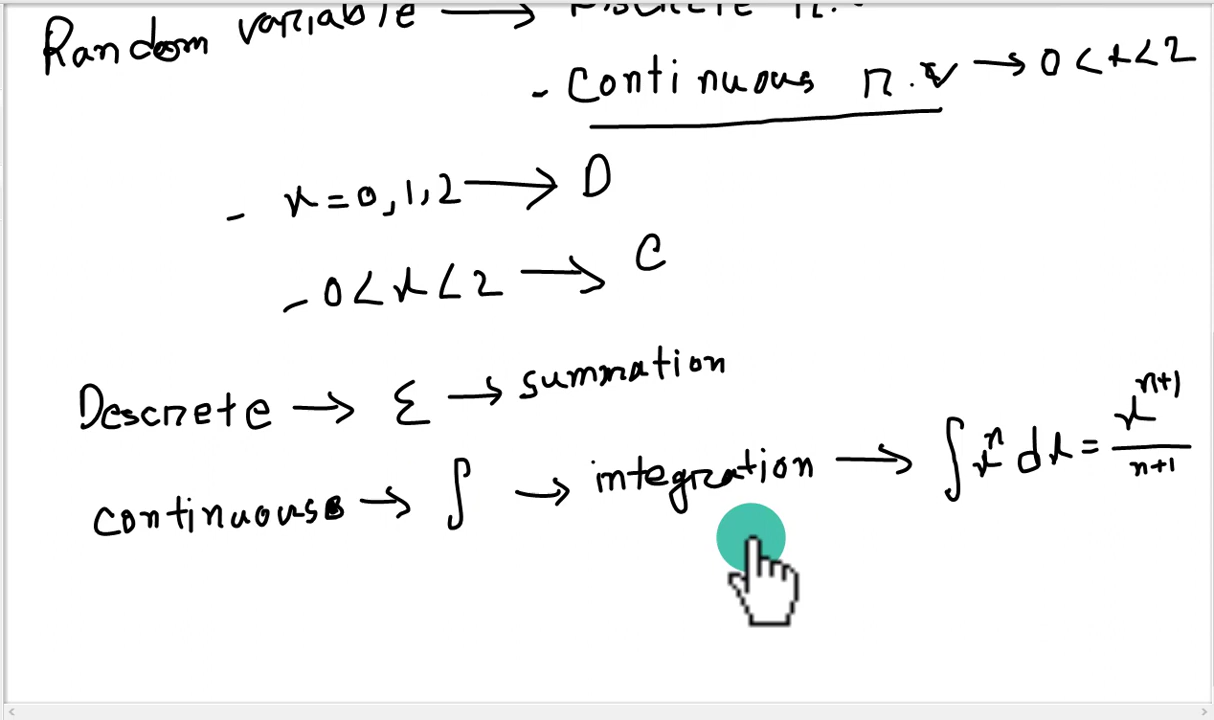 Random variable → Discrete r.
- Continuous r.v → 0 < x < 2
- x = 0, 1, 2 → D
- 0 < x < 2 → C
Descrete → Σ → summation
continuous → ∫ → integration → ∫ xⁿ dx = xⁿ⁺¹ / n+1